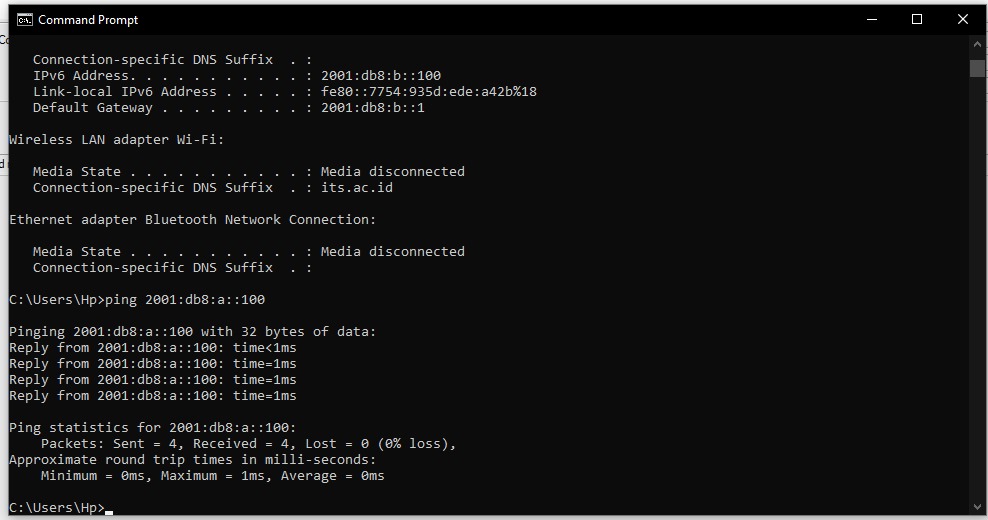 Command Prompt
Connection-specific DNS Suffix  . :
IPv6 Address. . . . . . . . . . . : 2001:db8:b::100
Link-local IPv6 Address . . . . . : fe80::7754:935d:ede:a42b%18
Default Gateway . . . . . . . . . : 2001:db8:b::1
Wireless LAN adapter Wi-Fi:
Media State . . . . . . . . . . . : Media disconnected
Connection-specific DNS Suffix  . : its.ac.id
Ethernet adapter Bluetooth Network Connection:
Media State . . . . . . . . . . . : Media disconnected
Connection-specific DNS Suffix  . :
C:\Users\Hp>ping 2001:db8:a::100
Pinging 2001:db8:a::100 with 32 bytes of data:
Reply from 2001:db8:a::100: time<1ms
Reply from 2001:db8:a::100: time=1ms
Reply from 2001:db8:a::100: time=1ms
Reply from 2001:db8:a::100: time=1ms
Ping statistics for 2001:db8:a::100:
Packets: Sent = 4, Received = 4, Lost = 0 (0% loss),
Approximate round trip times in milli-seconds:
Minimum = 0ms, Maximum = 1ms, Average = 0ms
C:\Users\Hp>